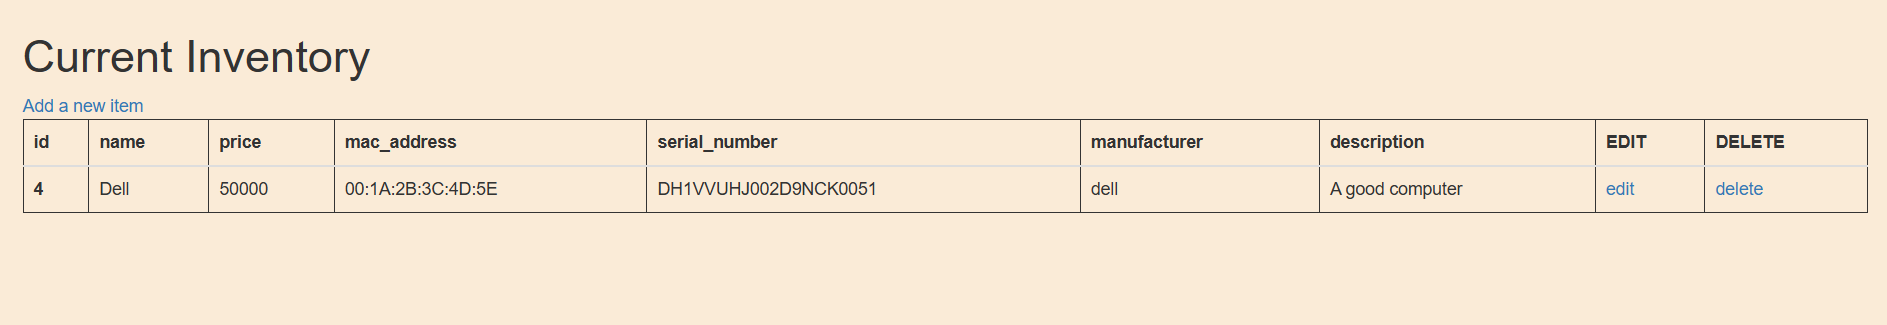 Current Inventory
Add a new item
id name price mac_address serial_number manufacturer description EDIT DELETE
4 Dell 50000 00:1A:2B:3C:4D:5E DH1VVUHJ002D9NCK0051 dell A good computer edit delete